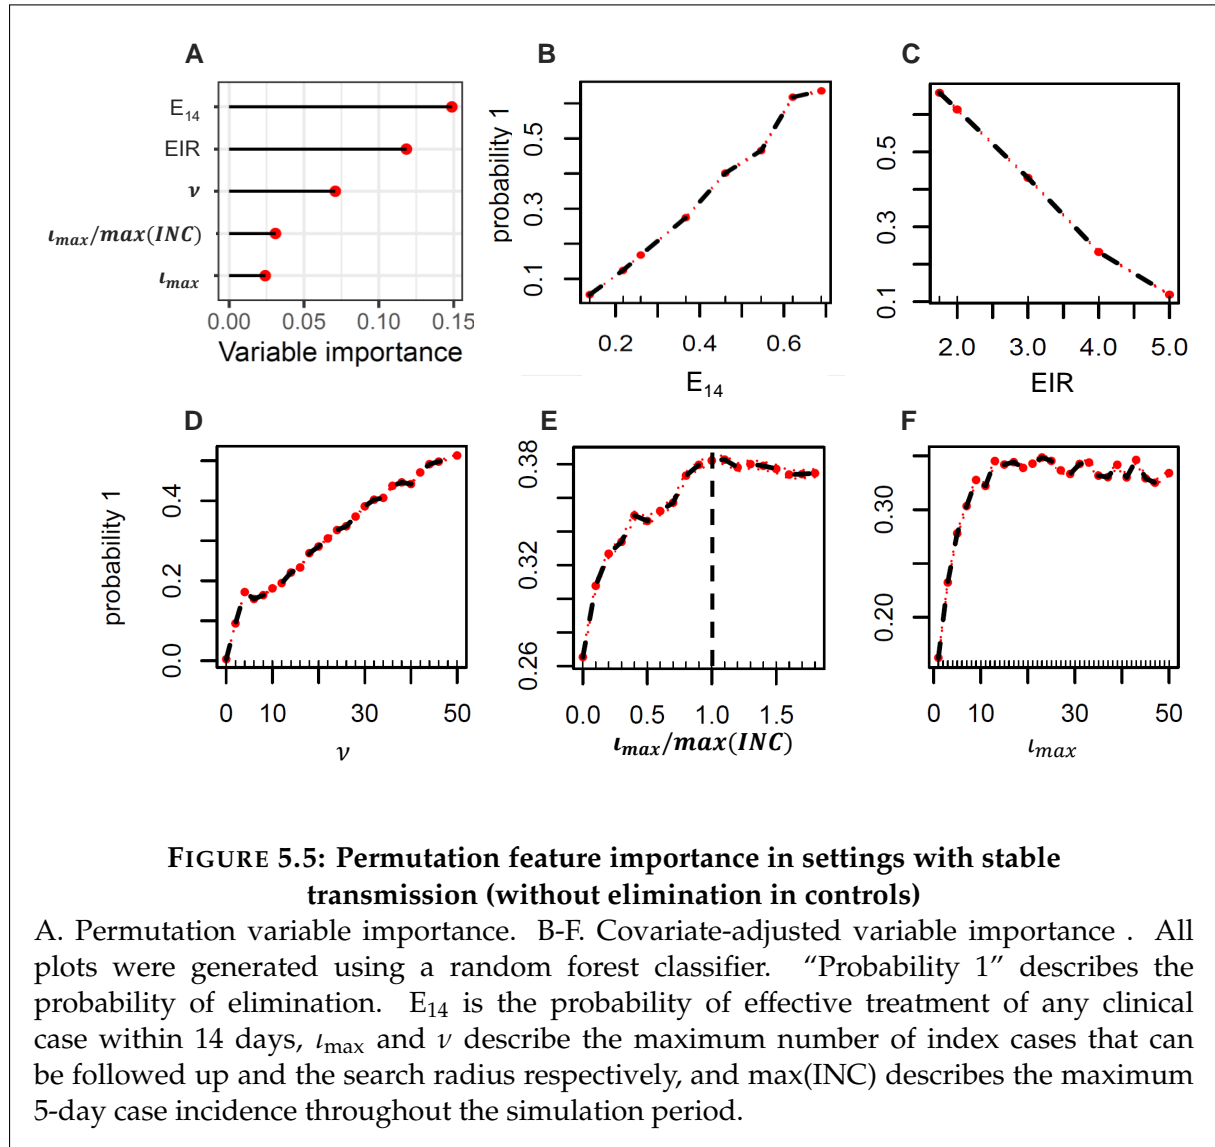 A
E14
EIR
ν
ιmax/max(INC)
ιmax
0.00 0.05 0.10 0.15
Variable importance
B
probability 1
0.1 0.3 0.5
0.2 0.4 0.6
E14
C
0.1 0.3 0.5
2.0 3.0 4.0 5.0
EIR
D
probability 1
0.0 0.2 0.4
0 10 30 50
ν
E
0.26 0.32 0.38
0.0 0.5 1.0 1.5
ιmax/max(INC)
F
0.20 0.30
0 10 30 50
ιmax
FIGURE 5.5: Permutation feature importance in settings with stable
transmission (without elimination in controls)
A. Permutation variable importance. B-F. Covariate-adjusted variable importance . All
plots were generated using a random forest classifier. “Probability 1” describes the
probability of elimination. E14 is the probability of effective treatment of any clinical
case within 14 days, ιmax and ν describe the maximum number of index cases that can
be followed up and the search radius respectively, and max(INC) describes the maximum
5-day case incidence throughout the simulation period.